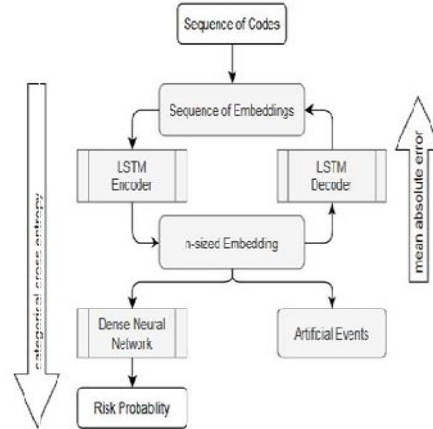 Sequence of Codes
Sequence of Embeddings
LSTM
Encoder
LSTM
Decoder
n-sized Embedding
Dense Neural
Network
Artificial Events
Risk Probablity
categorical cross entropy
mean absolute error